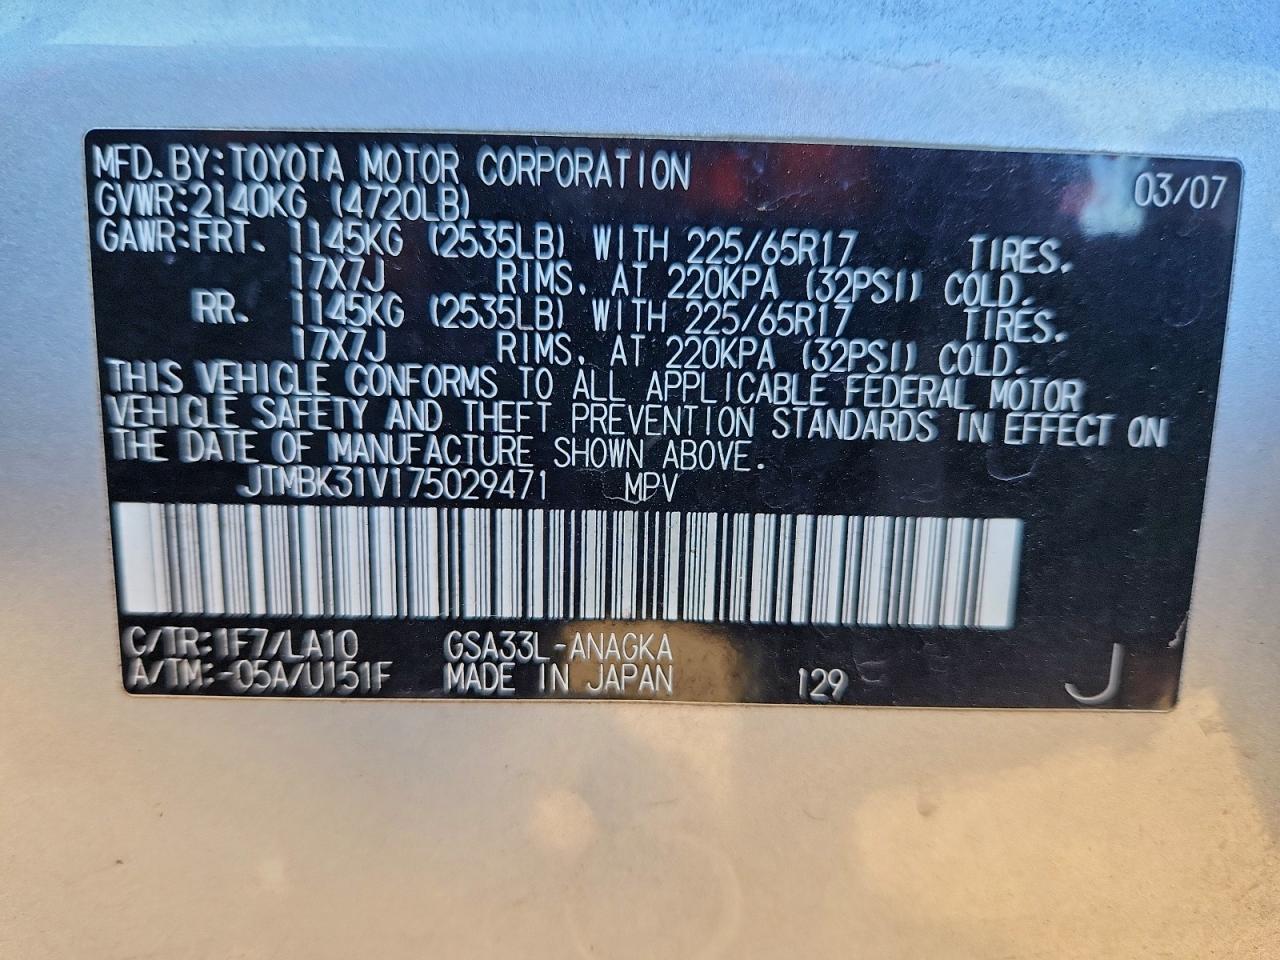 MFD. BY: TOYOTA MOTOR CORPORATION 03/07
GVWR: 2140KG (4720LB)
GAWR: FRT. 1145KG (2535LB) WITH 225/65R17 TIRES.
17X7J RIMS. AT 220KPA (32PSI) COLD.
RR. 1145KG (2535LB) WITH 225/65R17 TIRES.
17X7J RIMS. AT 220KPA (32PSI) COLD.
THIS VEHICLE CONFORMS TO ALL APPLICABLE FEDERAL MOTOR
VEHICLE SAFETY AND THEFT PREVENTION STANDARDS IN EFFECT ON
THE DATE OF MANUFACTURE SHOWN ABOVE.
JTMBK31V175029471 MPV
C/TR:1F7/LA10 GSA33L-ANAGKA
A/TM:-05A/U151F MADE IN JAPAN 129 J